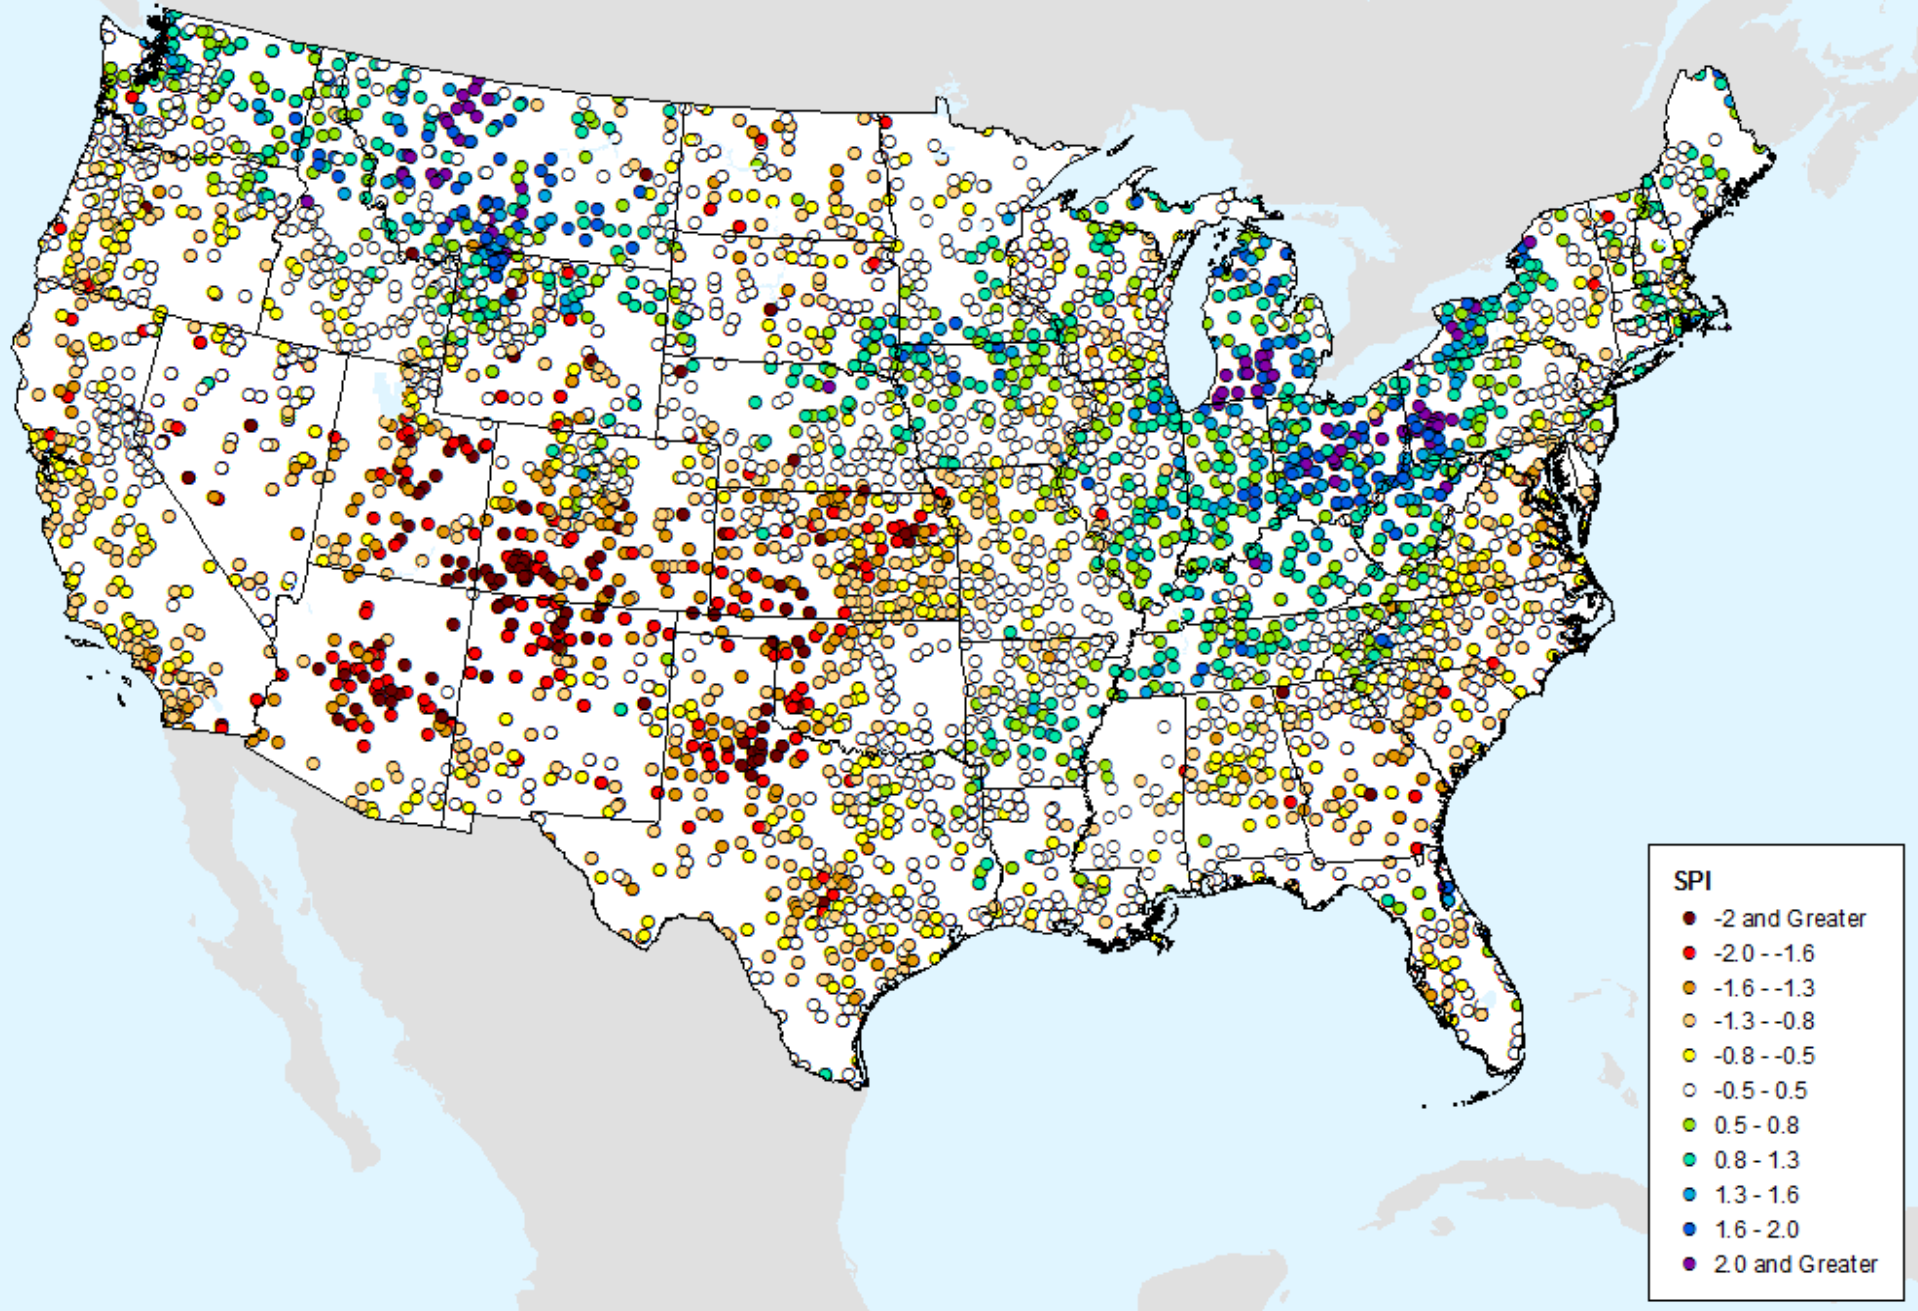 SPI
-2 and Greater
-2.0 - -1.6
-1.6 - -1.3
-1.3 - -0.8
-0.8 - -0.5
-0.5 - 0.5
0.5 - 0.8
0.8 - 1.3
1.3 - 1.6
1.6 - 2.0
2.0 and Greater